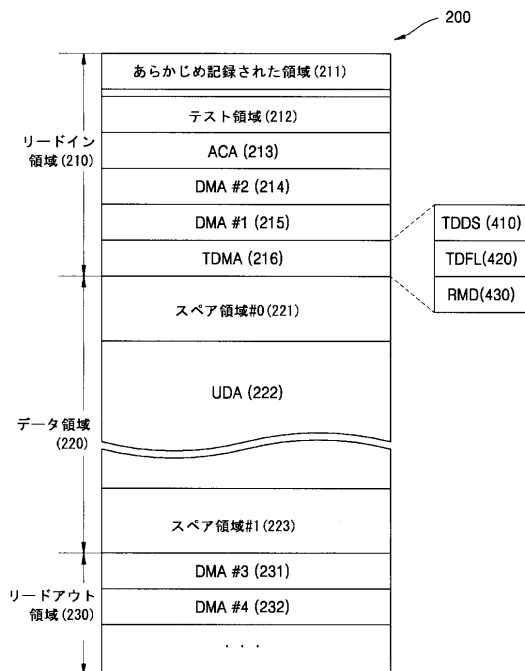 200
あらかじめ記録された領域(211)
テスト領域(212)
リードイン
領域(210)
ACA (213)
DMA #2 (214)
DMA #1 (215)
TDMA (216)
TDDS (410)
TDFL(420)
RMD(430)
スペア領域#0(221)
UDA (222)
データ領域
(220)
スペア領域#1(223)
DMA #3 (231)
リードアウト
領域(230)
DMA #4 (232)
. . .